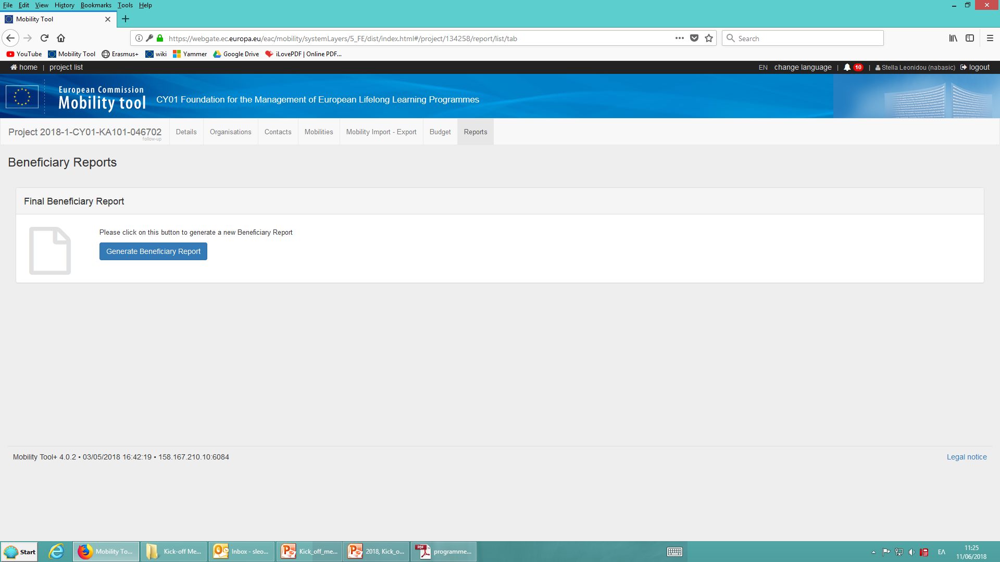 File Edit View History Bookmarks Tools Help
Mobility Tool
https://webgate.ec.europa.eu/eac/mobility/systemLayers/5_FE/dist/index.html#/project/134258/report/list/tab
Search
YouTube Mobility Tool Erasmus+ wiki Yammer Google Drive iLovePDF | Online PDF...
home | project list
EN change language | 10 | Stella Leonidou (nabasic) logout
European Commission
Mobility tool
CY01 Foundation for the Management of European Lifelong Learning Programmes
Project 2018-1-CY01-KA101-046702
follow-up
Details Organisations Contacts Mobilities Mobility Import - Export Budget Reports
Beneficiary Reports
Final Beneficiary Report
Please click on this button to generate a new Beneficiary Report
Generate Beneficiary Report
Mobility Tool+ 4.0.2 • 03/05/2018 16:42:19 • 158.167.210.10:6084
Legal notice
Start
Mobility To...
Kick-off Me...
Inbox - sleo...
Kick_off_me...
2018, Kick_o...
PDF
programme...
ΕΛ
11:25
11/06/2018